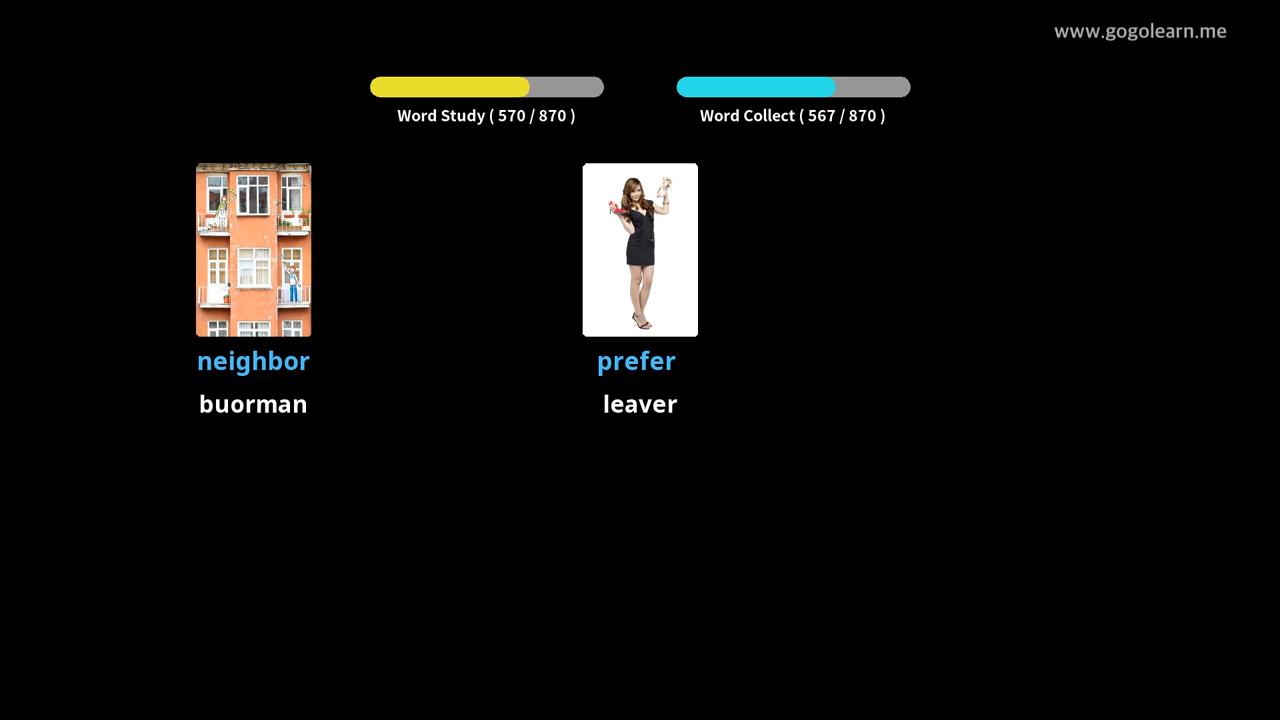 www.gogolearn.me
Word Study ( 570 / 870 )
Word Collect ( 567 / 870 )
neighbor
buorman
prefer
leaver